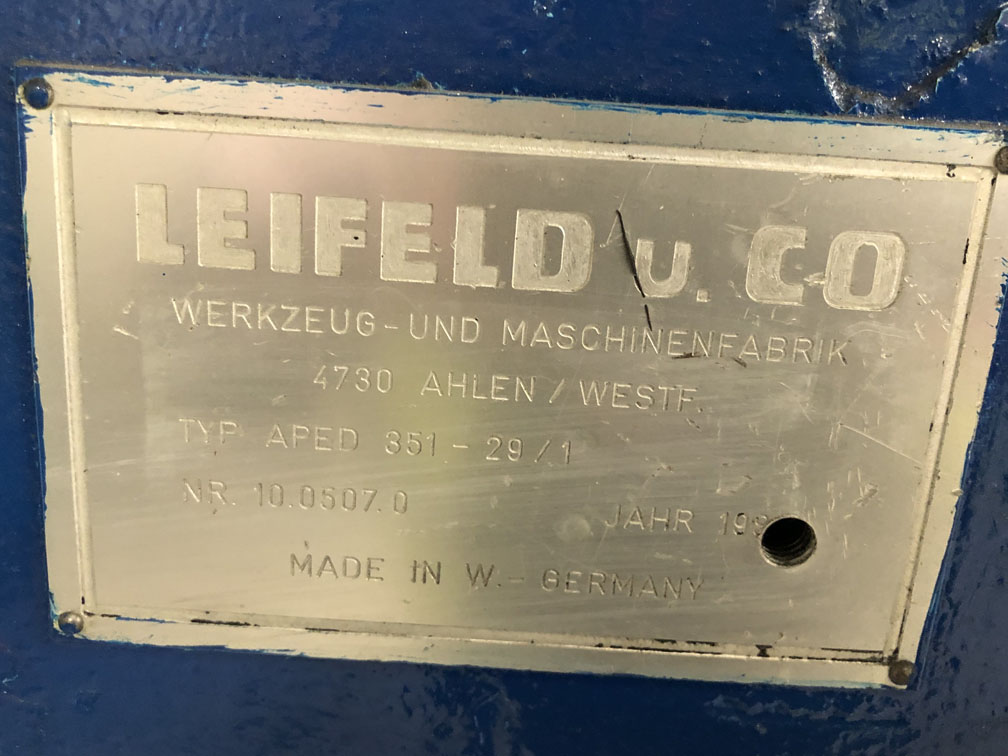 LEIFELD u. CO
WERKZEUG-UND MASCHINENFABRIK
4730 AHLEN / WESTF.
TYP APED 351-29/1
NR. 10.0507.0
JAHR
MADE IN W.- GERMANY